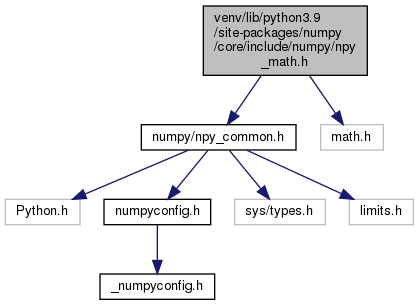 venv/lib/python3.9
/site-packages/numpy
/core/include/numpy/npy
_math.h
numpy/npy_common.h
math.h
Python.h
numpyconfig.h
sys/types.h
limits.h
_numpyconfig.h